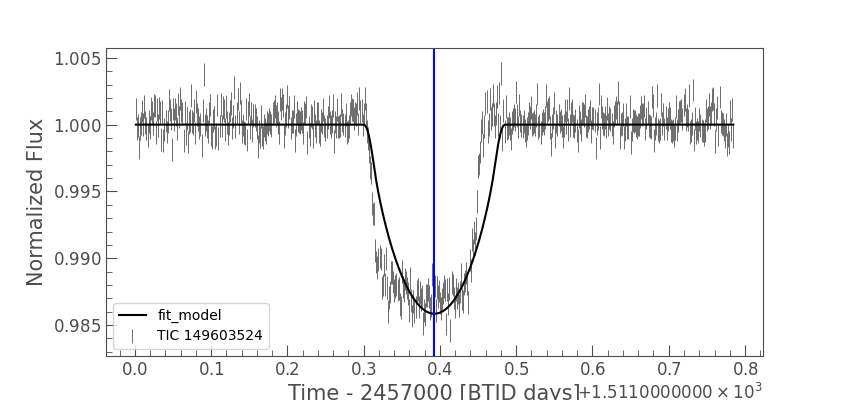 1.005
1.000
0.995
0.990
0.985
Normalized Flux
fit_model
TIC 149603524
0.0 0.1 0.2 0.3 0.4 0.5 0.6 0.7 0.8
Time - 2457000 [BTJD days]
+1.5110000000 × 10³